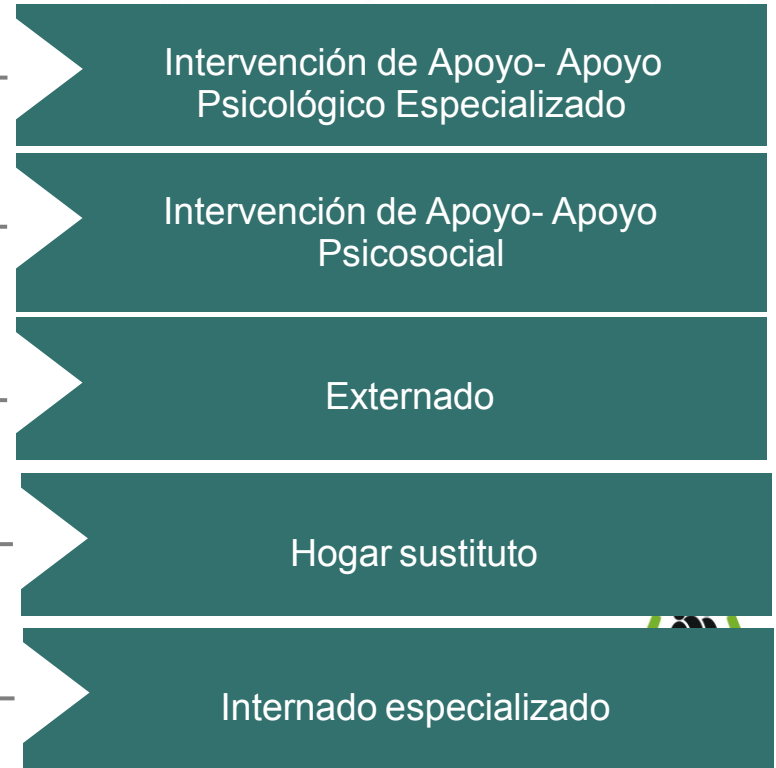 Intervención de Apoyo- Apoyo
Psicológico Especializado
Intervención de Apoyo- Apoyo
Psicosocial
Externado
Hogar sustituto
Internado especializado